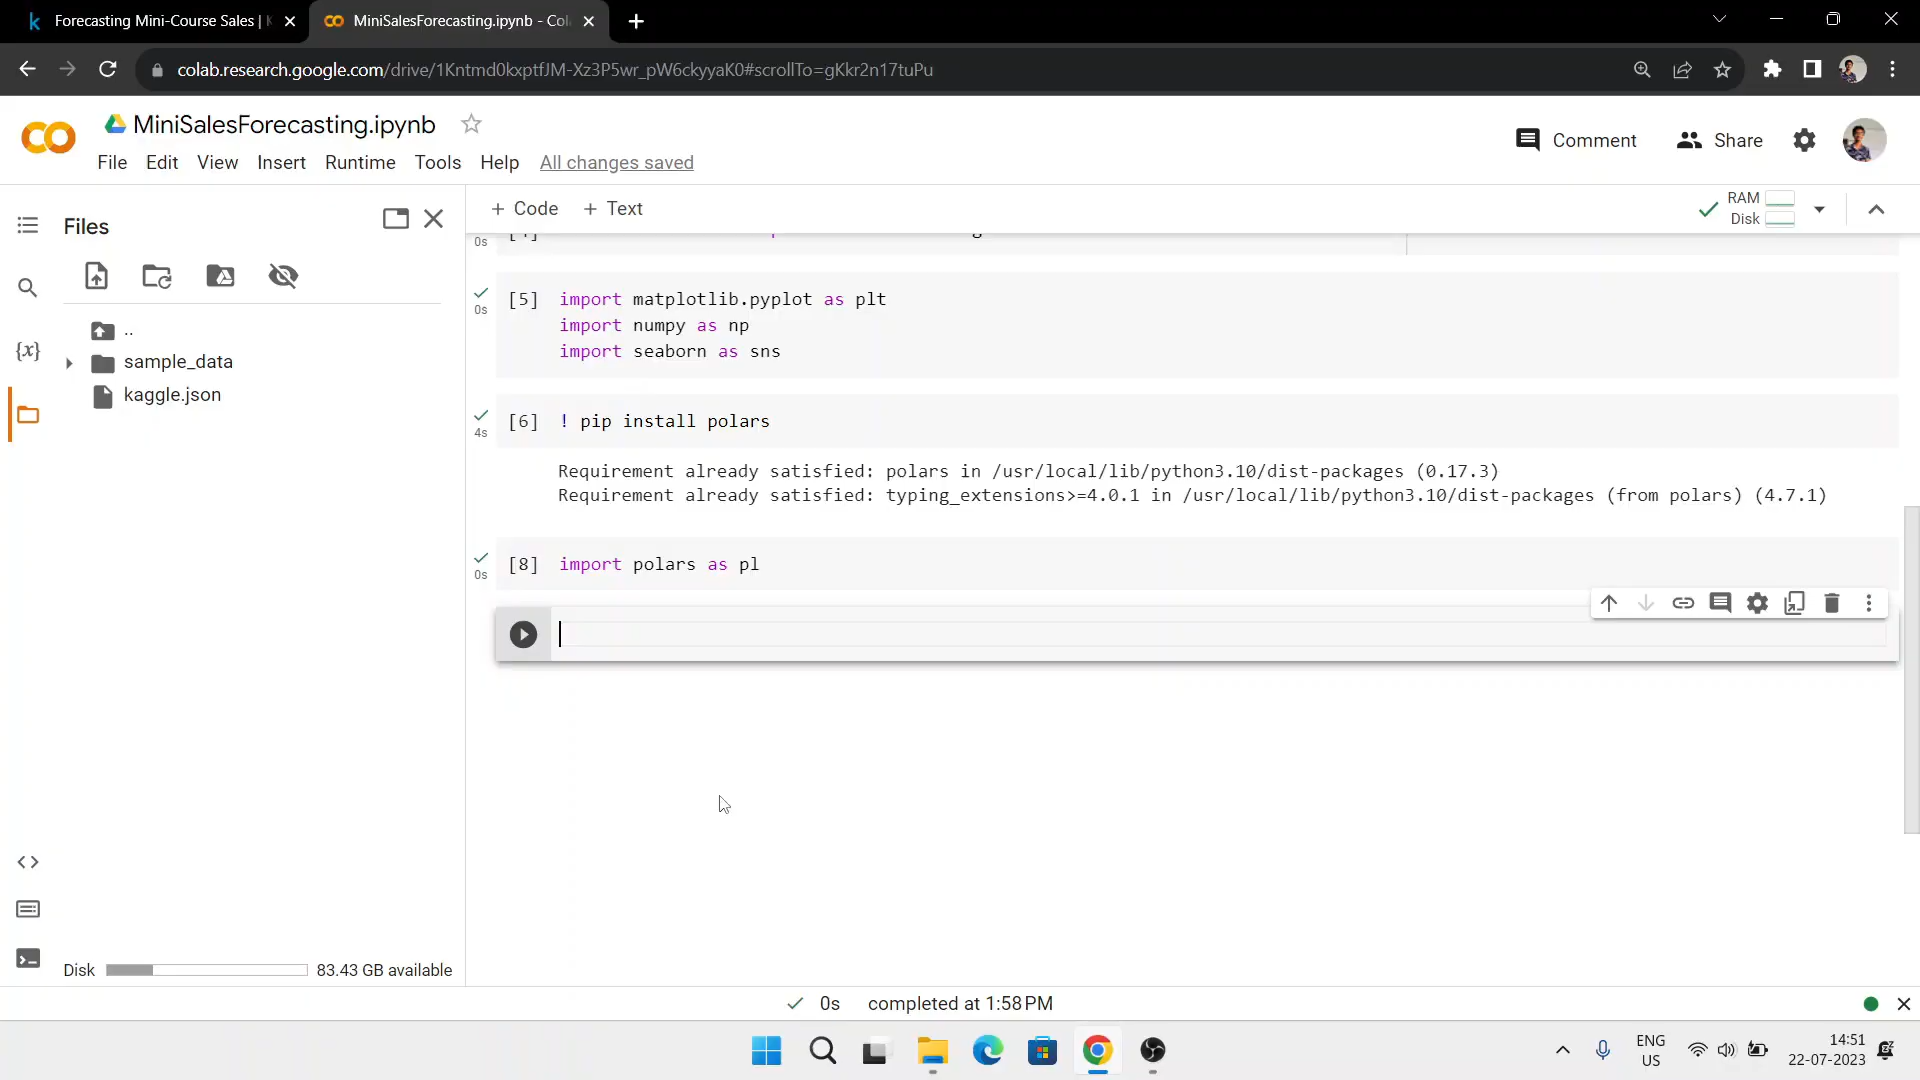 Forecasting Mini-Course Sales |
MiniSalesForecasting.ipynb - Col
colab.research.google.com/drive/1Kntmd0kxptfJM-Xz3P5wr_pW6ckyyaK0#scrollTo=gKkr2n17tuPu
MiniSalesForecasting.ipynb
File Edit View Insert Runtime Tools Help All changes saved
Comment Share
+ Code + Text
RAM
Disk
Files
..
sample_data
kaggle.json
{x}
0s
0s
[5] import matplotlib.pyplot as plt
import numpy as np
import seaborn as sns
4s
[6] ! pip install polars
Requirement already satisfied: polars in /usr/local/lib/python3.10/dist-packages (0.17.3)
Requirement already satisfied: typing_extensions>=4.0.1 in /usr/local/lib/python3.10/dist-packages (from polars) (4.7.1)
0s
[8] import polars as pl
Disk 83.43 GB available
0s completed at 1:58 PM
ENG
US
14:51
22-07-2023